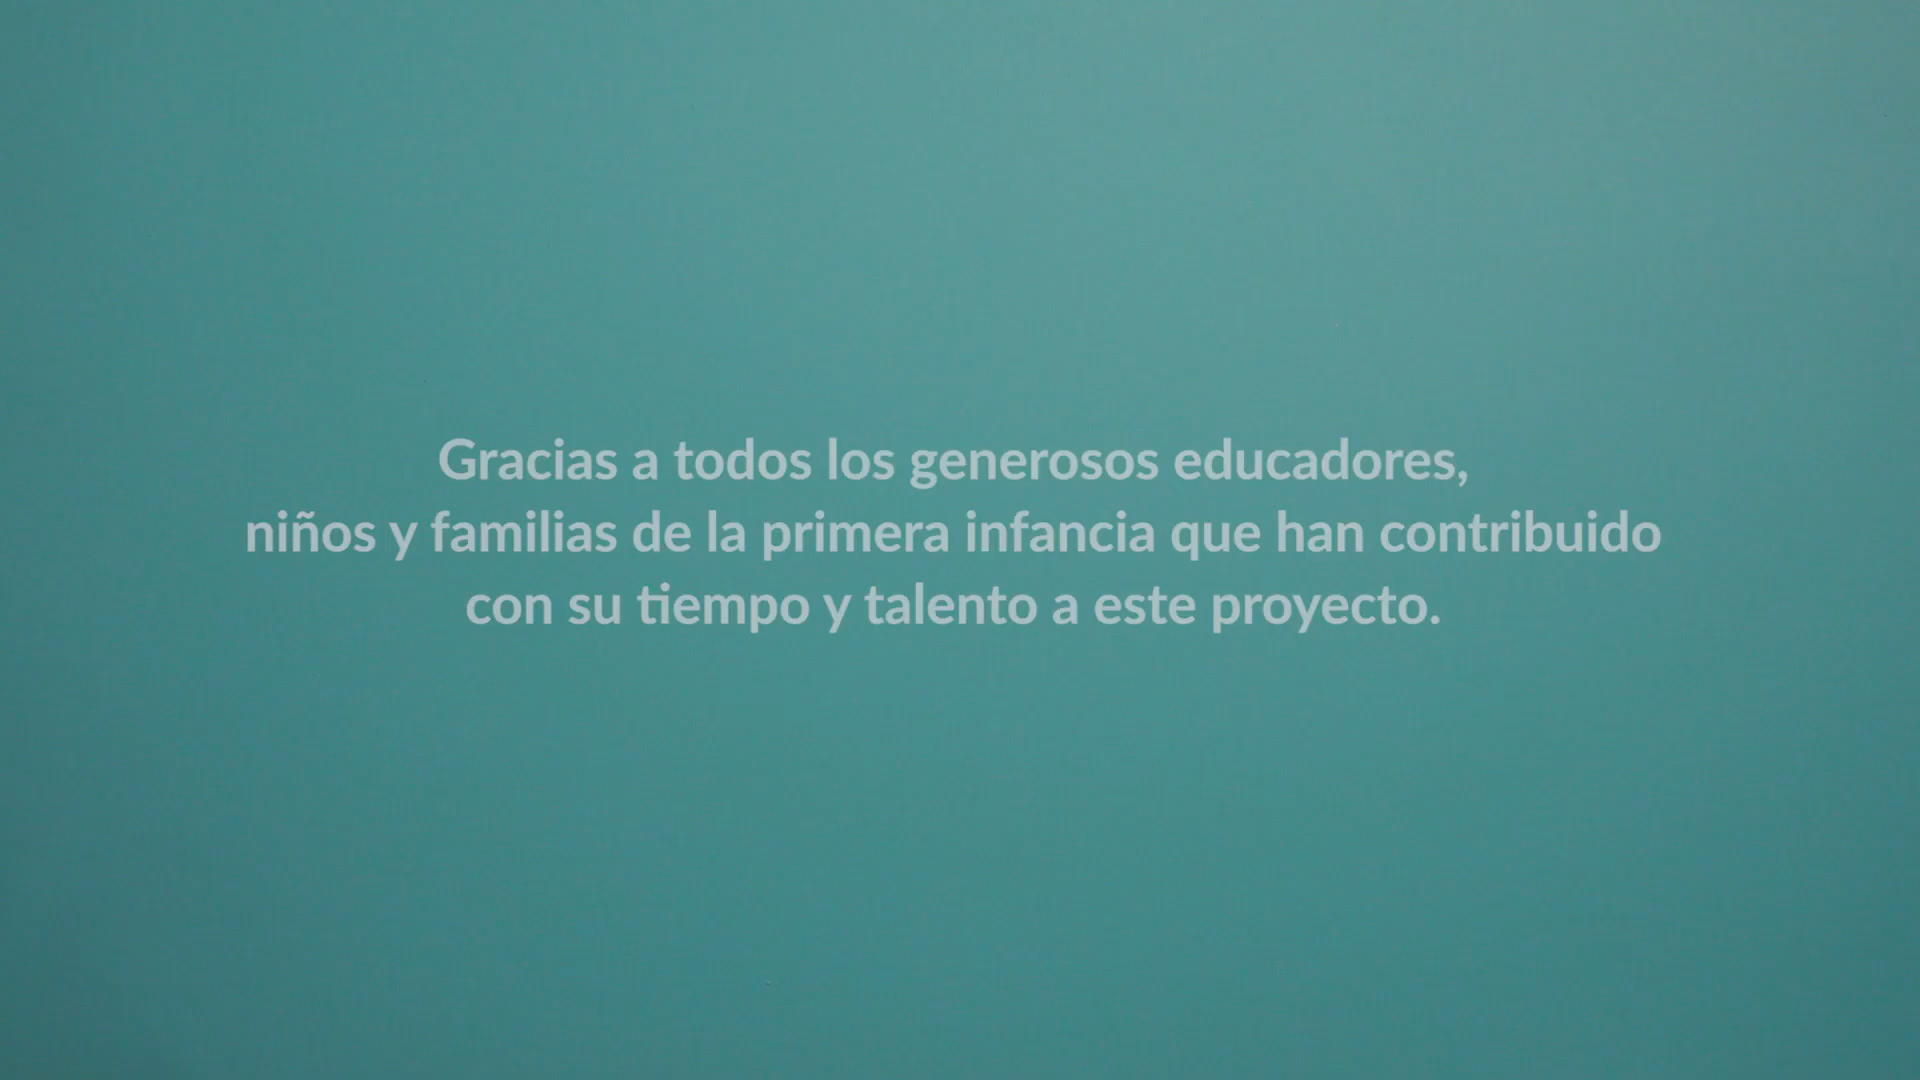 Gracias a todos los generosos educadores,
niños y familias de la primera infancia que han contribuido
con su tiempo y talento a este proyecto.